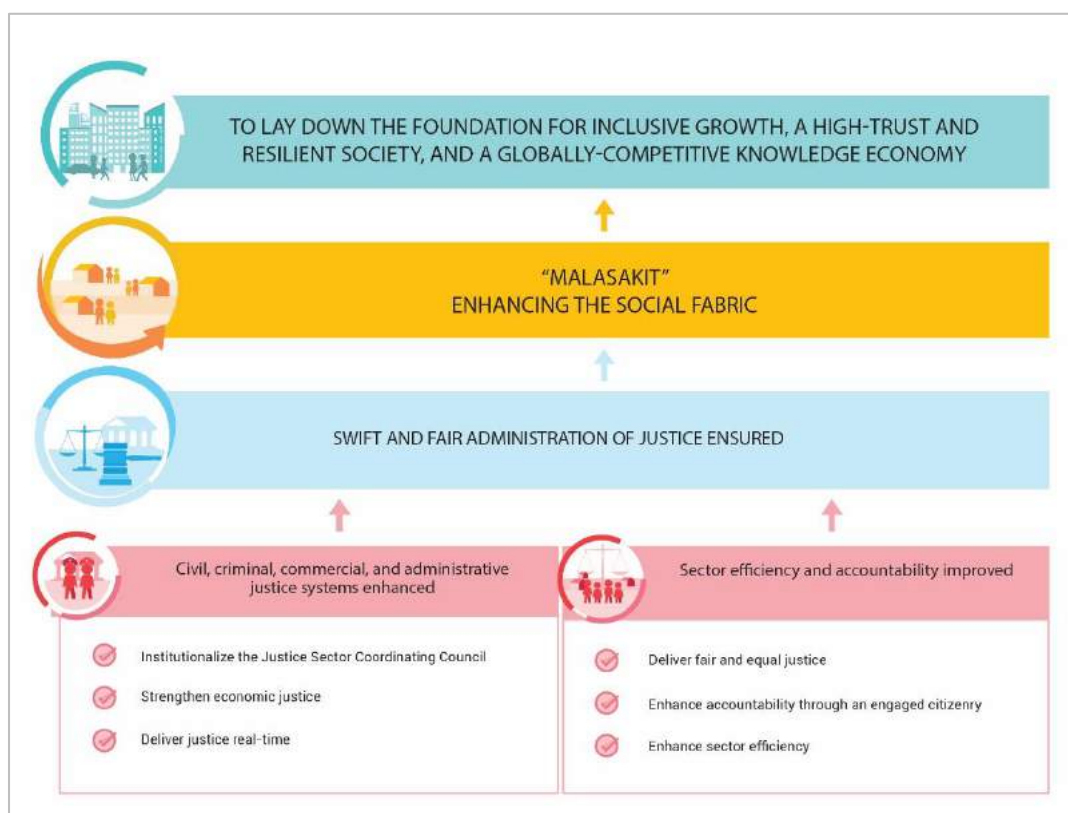 TO LAY DOWN THE FOUNDATION FOR INCLUSIVE GROWTH, A HIGH-TRUST AND
RESILIENT SOCIETY, AND A GLOBALLY-COMPETITIVE KNOWLEDGE ECONOMY
“MALASAKIT”
ENHANCING THE SOCIAL FABRIC
SWIFT AND FAIR ADMINISTRATION OF JUSTICE ENSURED
Civil, criminal, commercial, and administrative
justice systems enhanced
Institutionalize the Justice Sector Coordinating Council
Strengthen economic justice
Deliver justice real-time
Sector efficiency and accountability improved
Deliver fair and equal justice
Enhance accountability through an engaged citizenry
Enhance sector efficiency